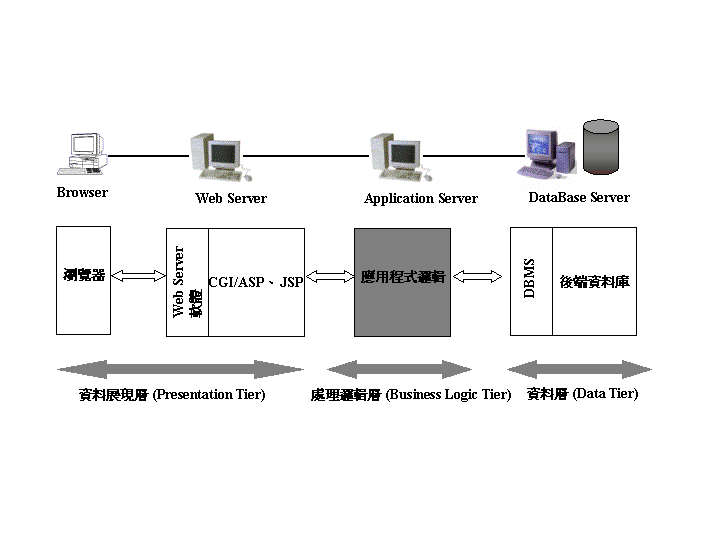 Browser
Web Server
Application Server
DataBase Server
瀏覽器
Web Server
軟體
CGI/ASP、JSP
應用程式邏輯
DBMS
後端資料庫
資料展現層 (Presentation Tier)
處理邏輯層 (Business Logic Tier)
資料層 (Data Tier)